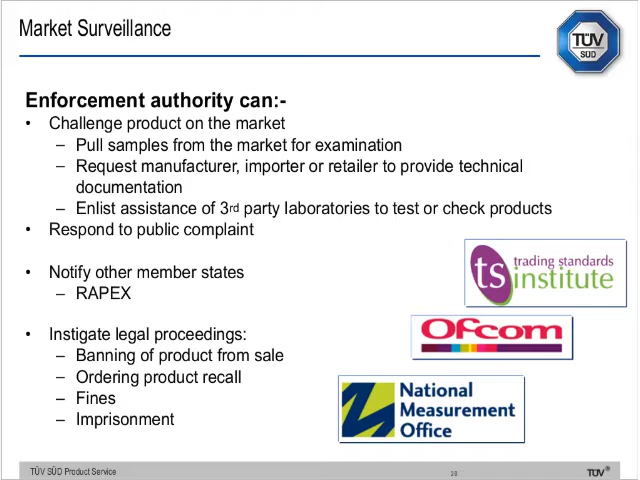 Market Surveillance
TÜV
SÜD
Enforcement authority can:-
• Challenge product on the market
– Pull samples from the market for examination
– Request manufacturer, importer or retailer to provide technical
documentation
– Enlist assistance of 3rd party laboratories to test or check products
• Respond to public complaint
• Notify other member states
– RAPEX
• Instigate legal proceedings:
– Banning of product from sale
– Ordering product recall
– Fines
– Imprisonment
ts
trading standards
institute
Ofcom
National
Measurement
Office
TÜV SÜD Product Service
TÜV®